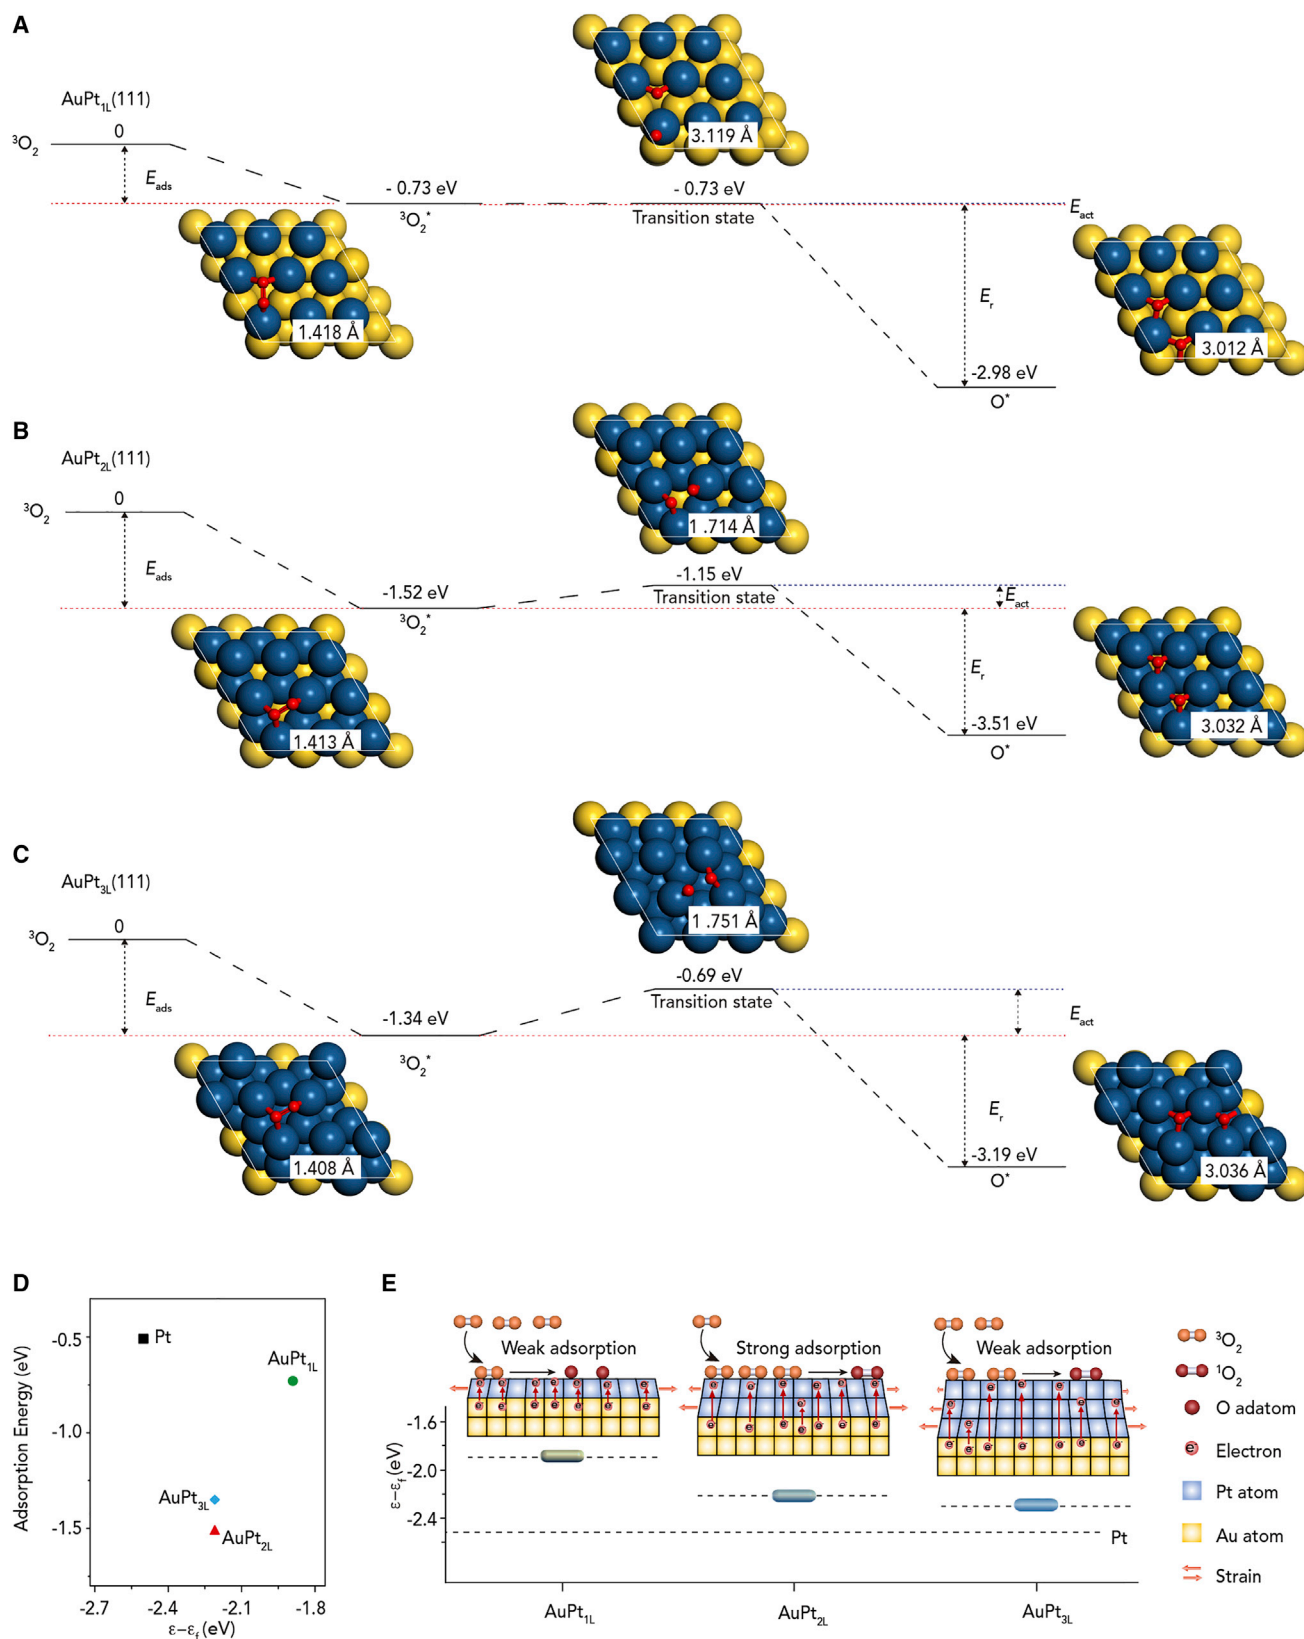 A
AuPt1L(111)
3O2
0
Eads
- 0.73 eV
3O2*
1.418 Å
3.119 Å
- 0.73 eV
Transition state
Eact
Er
-2.98 eV
O*
3.012 Å
B
AuPt2L(111)
3O2
0
Eads
-1.52 eV
3O2*
1.413 Å
1 .714 Å
-1.15 eV
Transition state
Eact
Er
-3.51 eV
O*
3.032 Å
C
AuPt3L(111)
3O2
0
Eads
-1.34 eV
3O2*
1.408 Å
1 .751 Å
-0.69 eV
Transition state
Eact
Er
-3.19 eV
O*
3.036 Å
D
Adsorption Energy (eV)
-0.5
-1.0
-1.5
Pt
AuPt1L
AuPt3L
AuPt2L
-2.7 -2.4 -2.1 -1.8
ε−εf (eV)
E
Weak adsorption
Strong adsorption
Weak adsorption
ε−εf (eV)
-1.6
-2.0
-2.4
Pt
AuPt1L
AuPt2L
AuPt3L
3O2
1O2
O adatom
e- Electron
Pt atom
Au atom
Strain